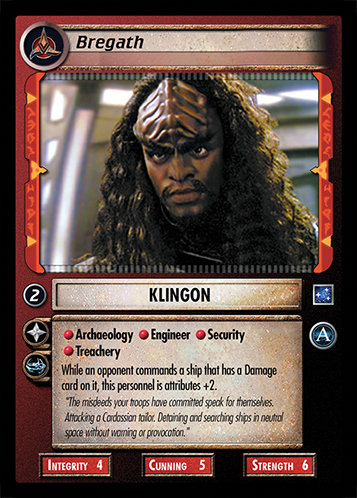 Bregath
2
KLINGON
A
• Archaeology • Engineer • Security
• Treachery
While an opponent commands a ship that has a Damage
card on it, this personnel is attributes +2.
"The misdeeds your troops have committed speak for themselves.
Attacking a Cardassian tailor. Detaining and searching ships in neutral
space without warning or provocation."
INTEGRITY 4 CUNNING 5 STRENGTH 6